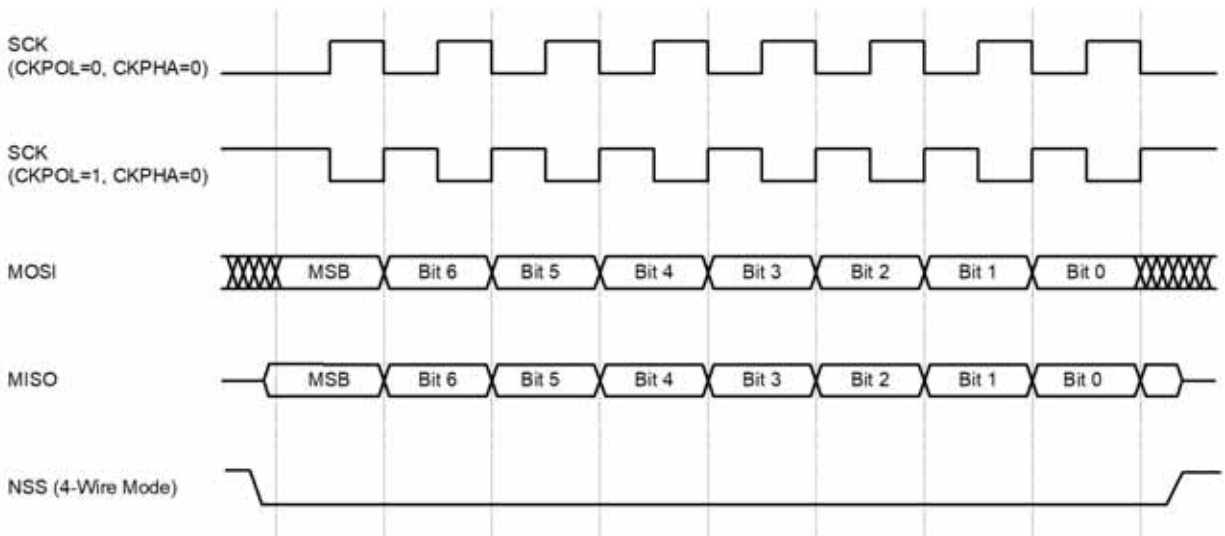 SCK
(CKPOL=0, CKPHA=0)
SCK
(CKPOL=1, CKPHA=0)
MOSI MSB Bit 6 Bit 5 Bit 4 Bit 3 Bit 2 Bit 1 Bit 0
MISO MSB Bit 6 Bit 5 Bit 4 Bit 3 Bit 2 Bit 1 Bit 0
NSS (4-Wire Mode)